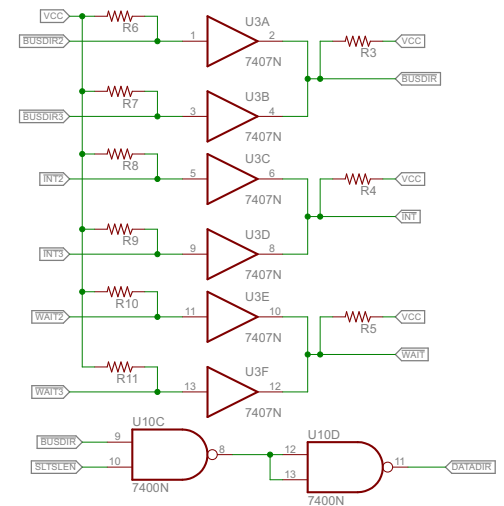 VCC R6 U3A
BUSDIR2 1 2 R3 VCC
7407N BUSDIR
R7 U3B
BUSDIR3 3 4
7407N
R8 U3C
INT2 5 6 R4 VCC
7407N INT
R9 U3D
INT3 9 8
7407N
R10 U3E
WAIT2 11 10 R5 VCC
7407N WAIT
R11 U3F
WAIT3 13 12
7407N
U10C
BUSDIR 9 8 U10D
SLTSLEN 10 12 13 11 DATADIR
7400N 7400N